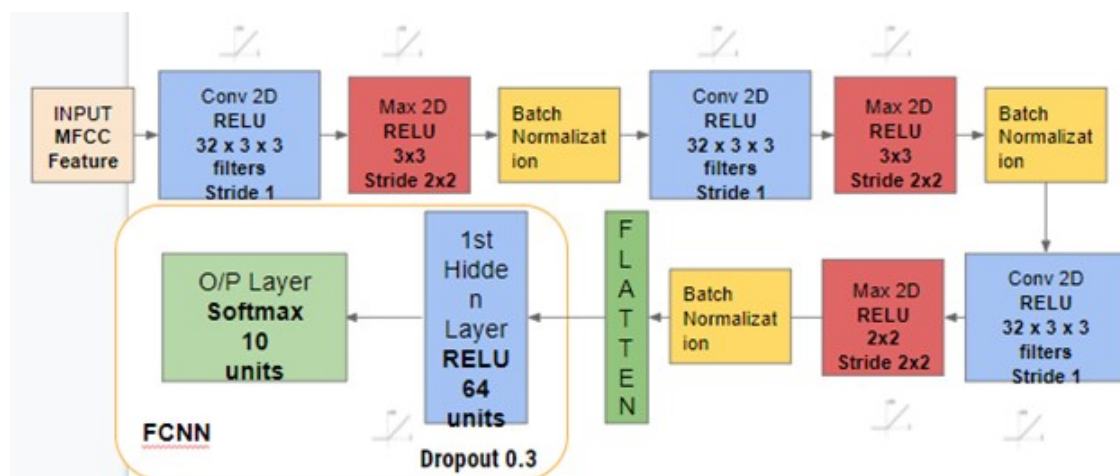 INPUT
MFCC
Feature
Conv 2D
RELU
32 x 3 x 3
filters
Stride 1
Max 2D
RELU
3x3
Stride 2x2
Batch
Normalizat
ion
Conv 2D
RELU
32 x 3 x 3
filters
Stride 1
Max 2D
RELU
3x3
Stride 2x2
Batch
Normalizat
ion
Conv 2D
RELU
32 x 3 x 3
filters
Stride 1
Max 2D
RELU
2x2
Stride 2x2
Batch
Normalizat
ion
F
L
A
T
T
E
N
1st
Hidde
n
Layer
RELU
64
units
O/P Layer
Softmax
10
units
FCNN
Dropout 0.3